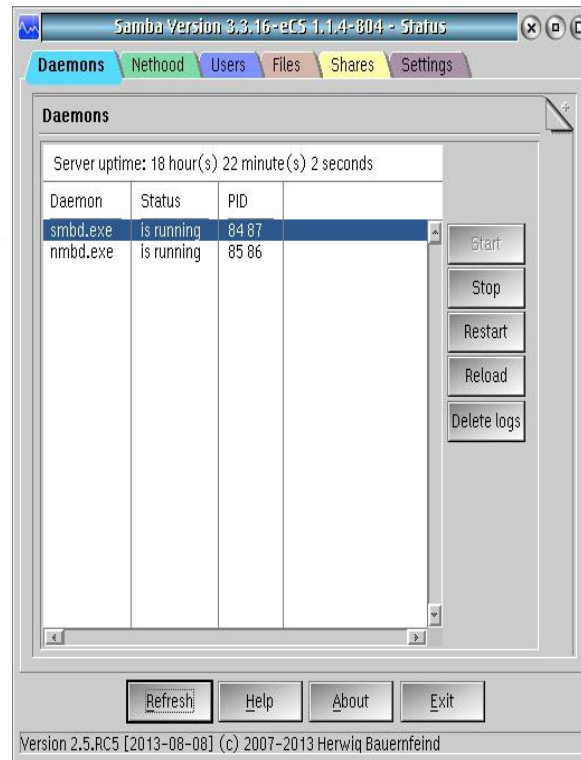 Samba Version 3.3.16-eCS 1.1.4-804 - Status
Daemons Nethood Users Files Shares Settings
Daemons
Server uptime: 18 hour(s) 22 minute(s) 2 seconds
Daemon Status PID
smbd.exe is running 84 87
nmbd.exe is running 85 86
Start
Stop
Restart
Reload
Delete logs
Refresh Help About Exit
Version 2.5.RC5 [2013-08-08] (c) 2007-2013 Herwig Bauernfeind